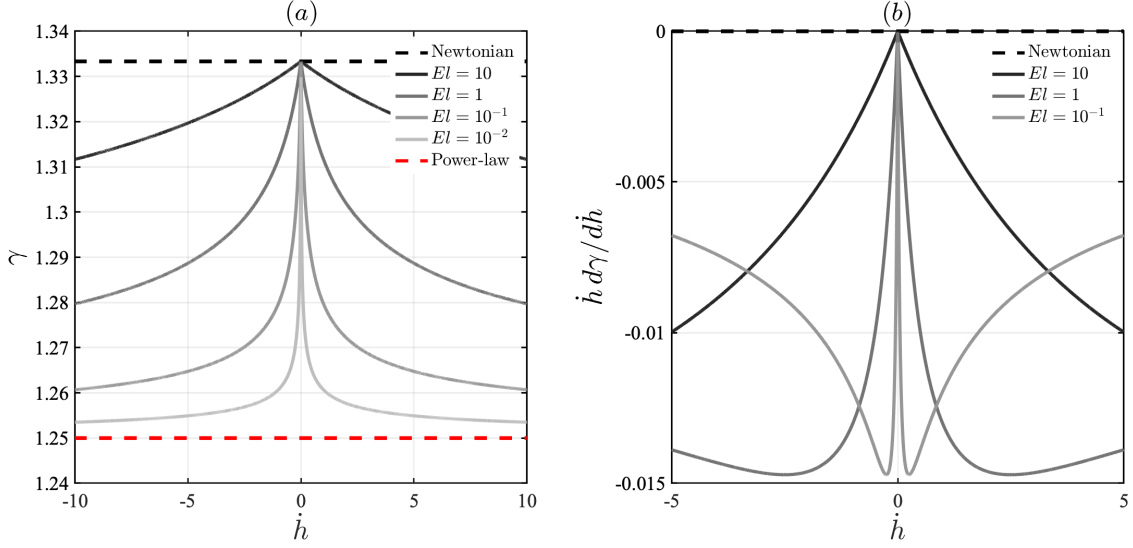 (a)
γ
1.34
1.33
1.32
1.31
1.3
1.29
1.28
1.27
1.26
1.25
1.24
-10
-5
0
5
10
ḣ
Newtonian
El = 10
El = 1
El = 10⁻¹
El = 10⁻²
Power-law
(b)
ḣ dγ/dḣ
0
-0.005
-0.01
-0.015
-5
0
5
ḣ
Newtonian
El = 10
El = 1
El = 10⁻¹